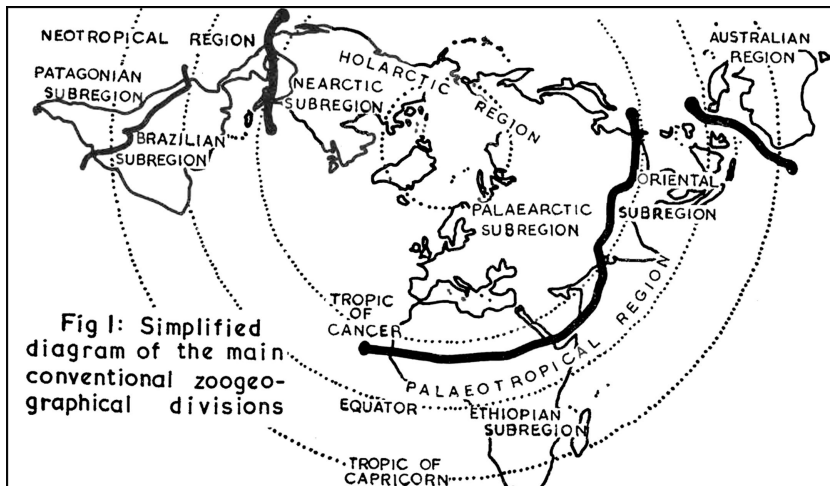 NEOTROPICAL REGION
PATAGONIAN
SUBREGION
BRAZILIAN
SUBREGION
HOLARCTIC REGION
NEARCTIC
SUBREGION
PALAEARCTIC
SUBREGION
AUSTRALIAN
REGION
ORIENTAL
SUBREGION
PALAEOTROPICAL REGION
ETHIOPIAN
SUBREGION
TROPIC
OF
CANCER
EQUATOR
TROPIC OF
CAPRICORN
Fig 1: Simplified
diagram of the main
conventional zoogeo-
graphical divisions